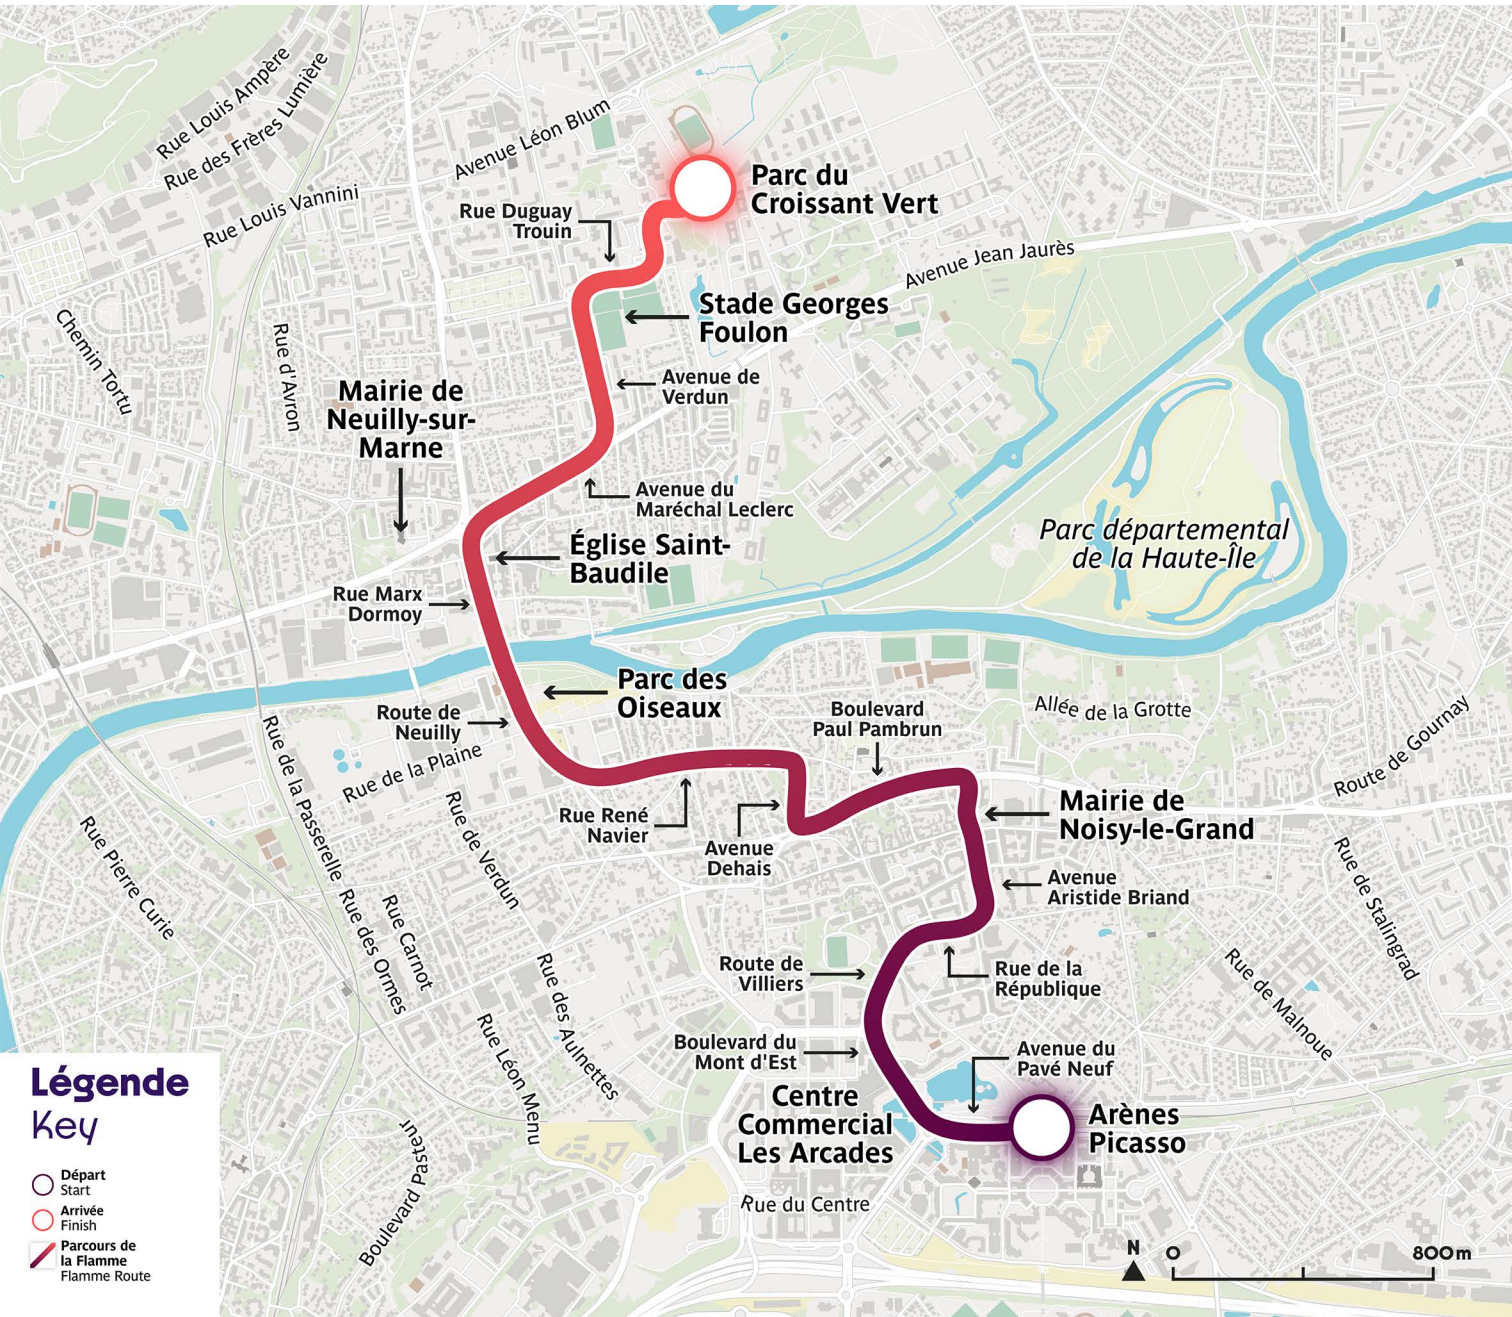 Rue Louis Ampère
Rue des Frères Lumière
Avenue Léon Blum
Rue Louis Vannini
Parc du
Croissant Vert
Rue Duguay
Trouin
Avenue Jean Jaurès
Stade Georges
Foulon
Chemin Tortu
Rue d'Avron
Mairie de
Neuilly-sur-
Marne
Avenue de
Verdun
Avenue du
Maréchal Leclerc
Parc départemental
de la Haute-Île
Église Saint-
Baudile
Rue Marx
Dormoy
Parc des
Oiseaux
Route de
Neuilly
Rue de la Plaine
Boulevard
Paul Pambrun
Allée de la Grotte
Route de Gournay
Rue de la Passerelle
Rue René
Navier
Avenue
Dehais
Mairie de
Noisy-le-Grand
Rue Pierre Curie
Rue de Verdun
Avenue
Aristide Briand
Rue de Stalingrad
Rue des Ormes
Rue Carnot
Route de
Villiers
Rue de la
République
Rue de Malnoue
Rue des Aulnettes
Rue Léon Menu
Boulevard du
Mont d'Est
Avenue du
Pavé Neuf
Centre
Commercial
Les Arcades
Arènes
Picasso
Boulevard Pasteur
Rue du Centre
Légende
Key
Départ
Start
Arrivée
Finish
Parcours de
la Flamme
Flamme Route
N
0
800m